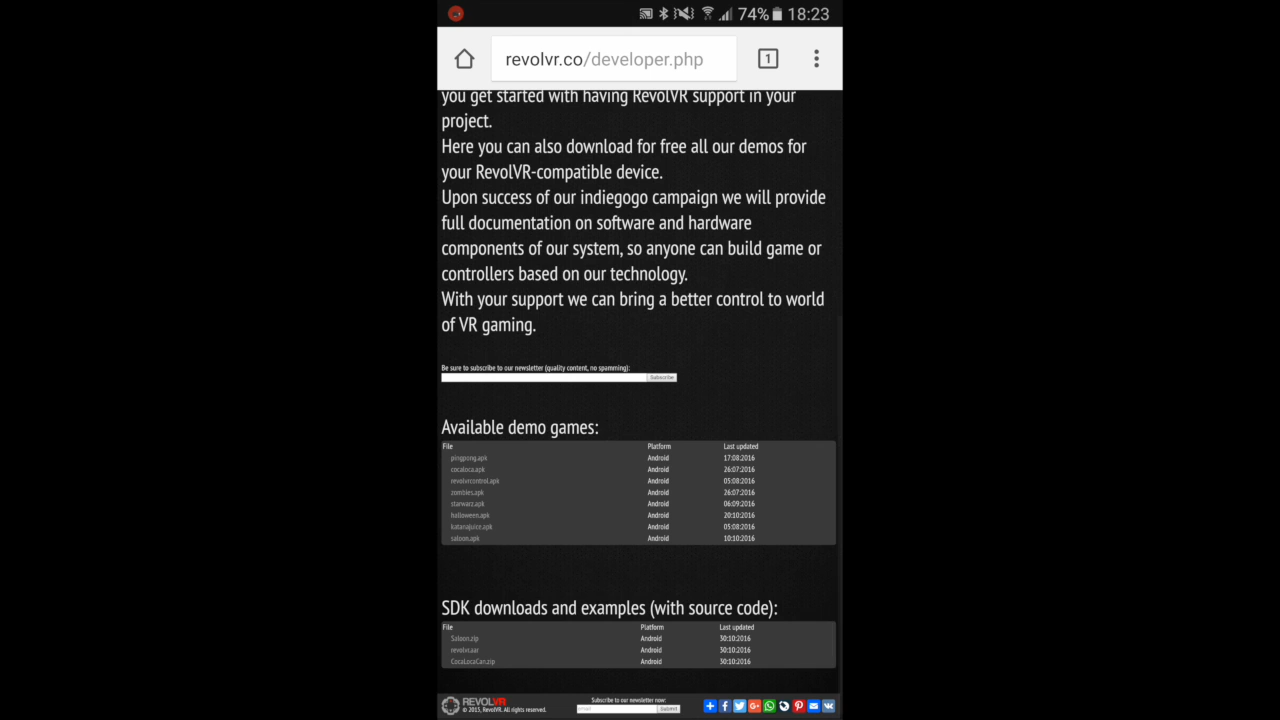 74% 18:23
revolvr.co/developer.php
1
you get started with having RevolVR support in your
project.
Here you can also download for free all our demos for
your RevolVR-compatible device.
Upon success of our indiegogo campaign we will provide
full documentation on software and hardware
components of our system, so anyone can build game or
controllers based on our technology.
With your support we can bring a better control to world
of VR gaming.
Be sure to subscribe to our newsletter (quality content, no spamming):
Subscribe
Available demo games:
File Platform Last updated
pingpong.apk Android 17:08:2016
cocaloca.apk Android 26:07:2016
revolvrcontrol.apk Android 05:08:2016
zombies.apk Android 26:07:2016
starwarz.apk Android 06:09:2016
halloween.apk Android 20:10:2016
katanajuice.apk Android 05:08:2016
saloon.apk Android 10:10:2016
SDK downloads and examples (with source code):
File Platform Last updated
Saloon.zip Android 30:10:2016
revolvr.aar Android 30:10:2016
CocaLocaCan.zip Android 30:10:2016
REVOLVR
© 2015, RevolVR. All rights reserved.
Subscribe to our newsletter now:
email Submit